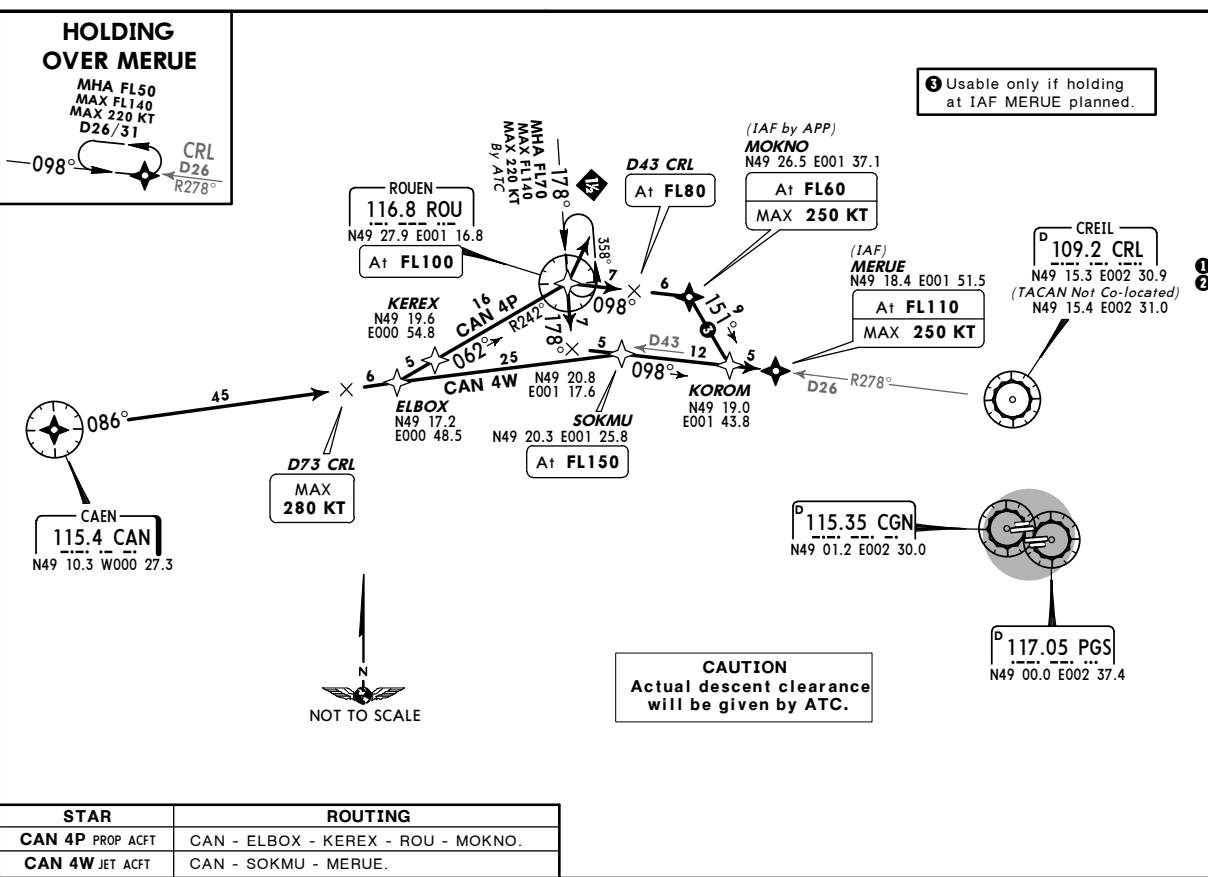 HOLDING
OVER MERUE
MHA FL50
MAX FL140
MAX 220 KT
D26/31
098°
CRL
D26
R278°
❸ Usable only if holding
at IAF MERUE planned.
MHA FL70
MAX FL140
MAX 220 KT
By ATC
178°
1½
358°
D43 CRL
At FL80
(IAF by APP)
MOKNO
N49 26.5 E001 37.1
At FL60
MAX 250 KT
ROUEN
116.8 ROU
N49 27.9 E001 16.8
At FL100
CREIL
D 109.2 CRL
N49 15.3 E002 30.9
(TACAN Not Co-located)
N49 15.4 E002 31.0
❶
❷
(IAF)
MERUE
N49 18.4 E001 51.5
At FL110
MAX 250 KT
KEREX
N49 19.6
E000 54.8
16
CAN 4P
R242°
062°
5
7
098°
6
151°
9
❸
7
178°
5
D43
12
098°
5
D26
R278°
25
CAN 4W
N49 20.8
E001 17.6
KOROM
N49 19.0
E001 43.8
SOKMU
N49 20.3 E001 25.8
At FL150
086°
45
6
ELBOX
N49 17.2
E000 48.5
D73 CRL
MAX
280 KT
CAEN
115.4 CAN
N49 10.3 W000 27.3
D 115.35 CGN
N49 01.2 E002 30.0
D 117.05 PGS
N49 00.0 E002 37.4
N
NOT TO SCALE
CAUTION
Actual descent clearance
will be given by ATC.
STAR ROUTING
CAN 4P PROP ACFT CAN - ELBOX - KEREX - ROU - MOKNO.
CAN 4W JET ACFT CAN - SOKMU - MERUE.